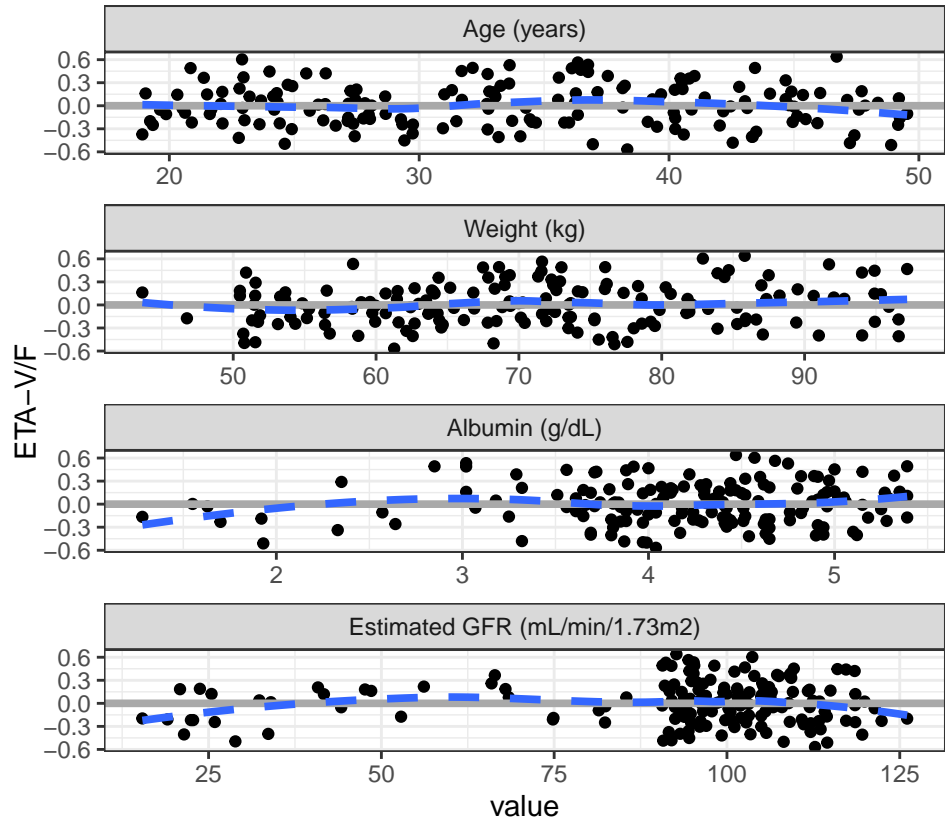 Age (years)
0.6
0.3
0.0
−0.3
−0.6
20 30 40 50
Weight (kg)
0.6
0.3
0.0
−0.3
−0.6
50 60 70 80 90
Albumin (g/dL)
0.6
0.3
0.0
−0.3
−0.6
2 3 4 5
Estimated GFR (mL/min/1.73m2)
0.6
0.3
0.0
−0.3
−0.6
25 50 75 100 125
value
ETA−V/F